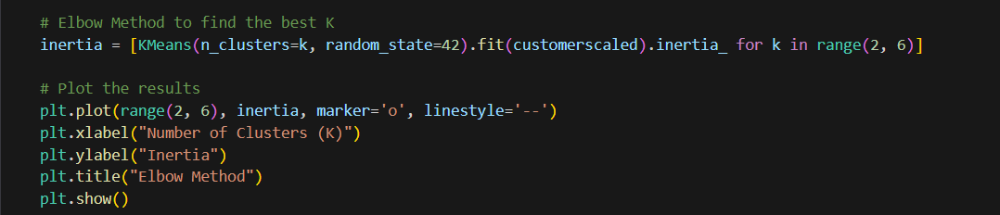 # Elbow Method to find the best K
inertia = [KMeans(n_clusters=k, random_state=42).fit(customerscaled).inertia_ for k in range(2, 6)]
# Plot the results
plt.plot(range(2, 6), inertia, marker='o', linestyle='--')
plt.xlabel("Number of Clusters (K)")
plt.ylabel("Inertia")
plt.title("Elbow Method")
plt.show()